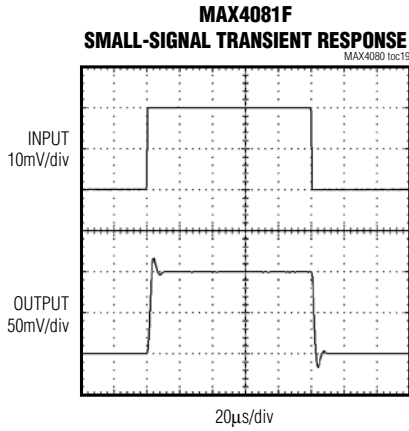 MAX4081F
SMALL-SIGNAL TRANSIENT RESPONSE
MAX4080 toc19
INPUT
10mV/div
OUTPUT
50mV/div
20µs/div